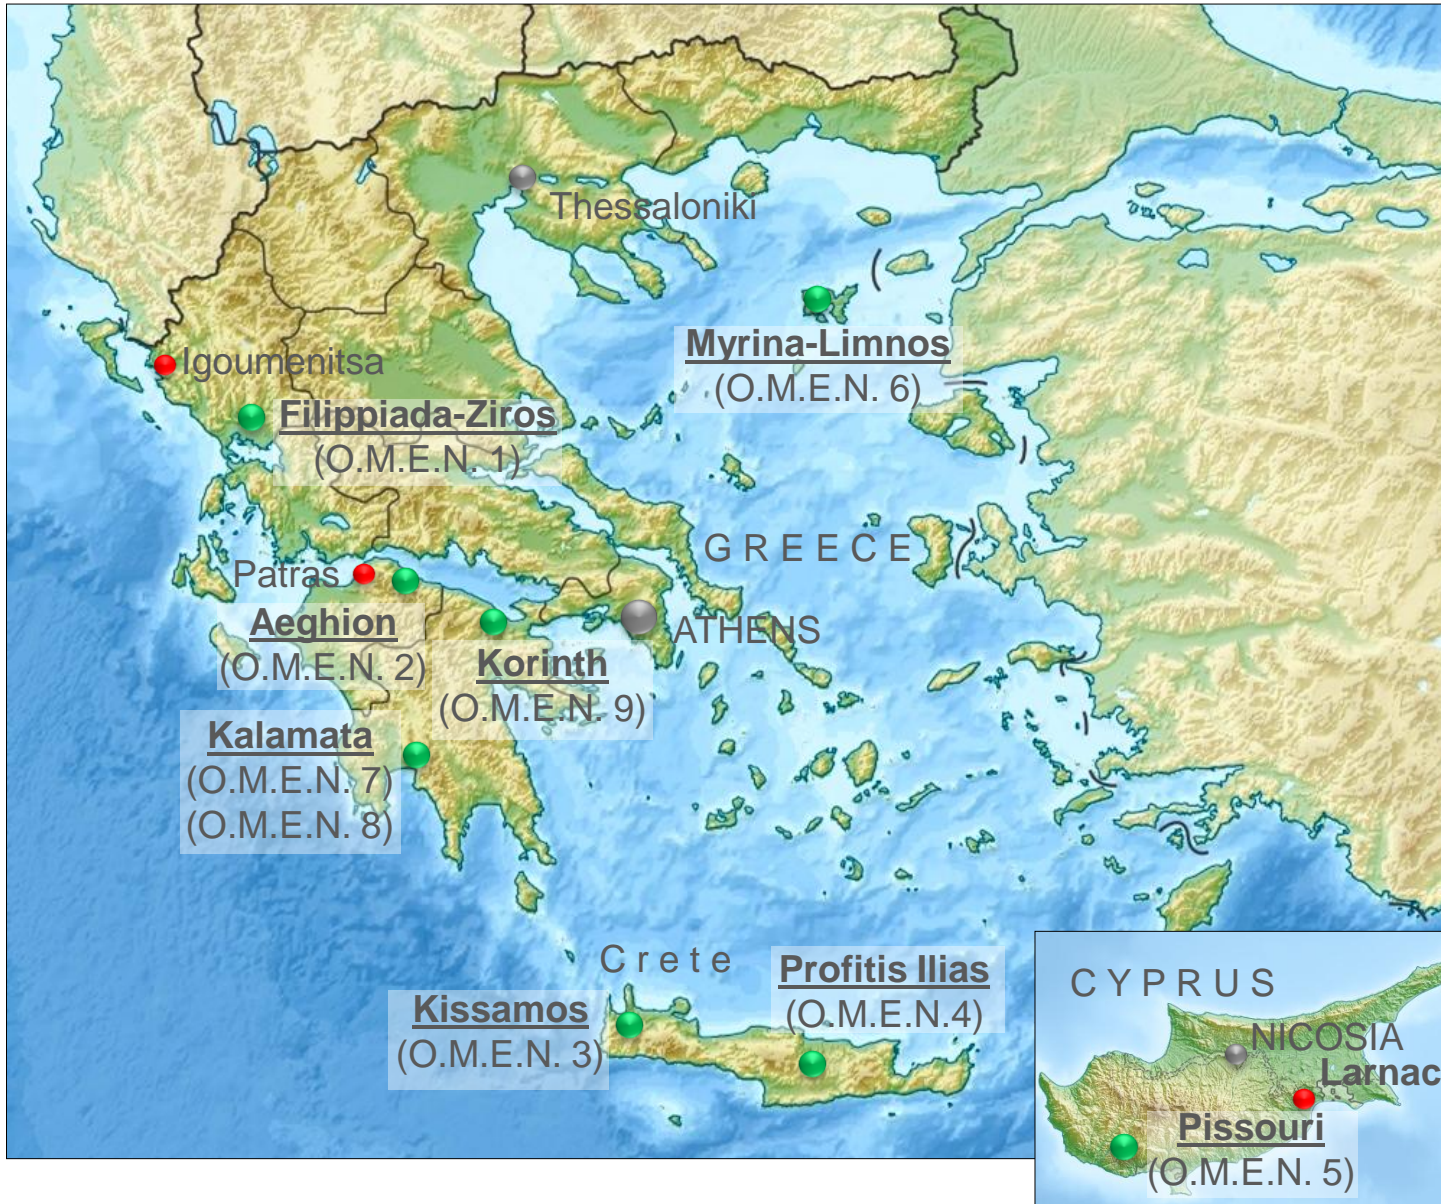 Thessaloniki
Myrina-Limnos
(O.M.E.N. 6)
Igoumenitsa
Filippiada-Ziros
(O.M.E.N. 1)
GREECE
Patras
Aeghion
(O.M.E.N. 2)
ATHENS
Korinth
(O.M.E.N. 9)
Kalamata
(O.M.E.N. 7)
(O.M.E.N. 8)
Crete
Profitis Ilias
(O.M.E.N.4)
Kissamos
(O.M.E.N. 3)
CYPRUS
NICOSIA
Larnac
Pissouri
(O.M.E.N. 5)